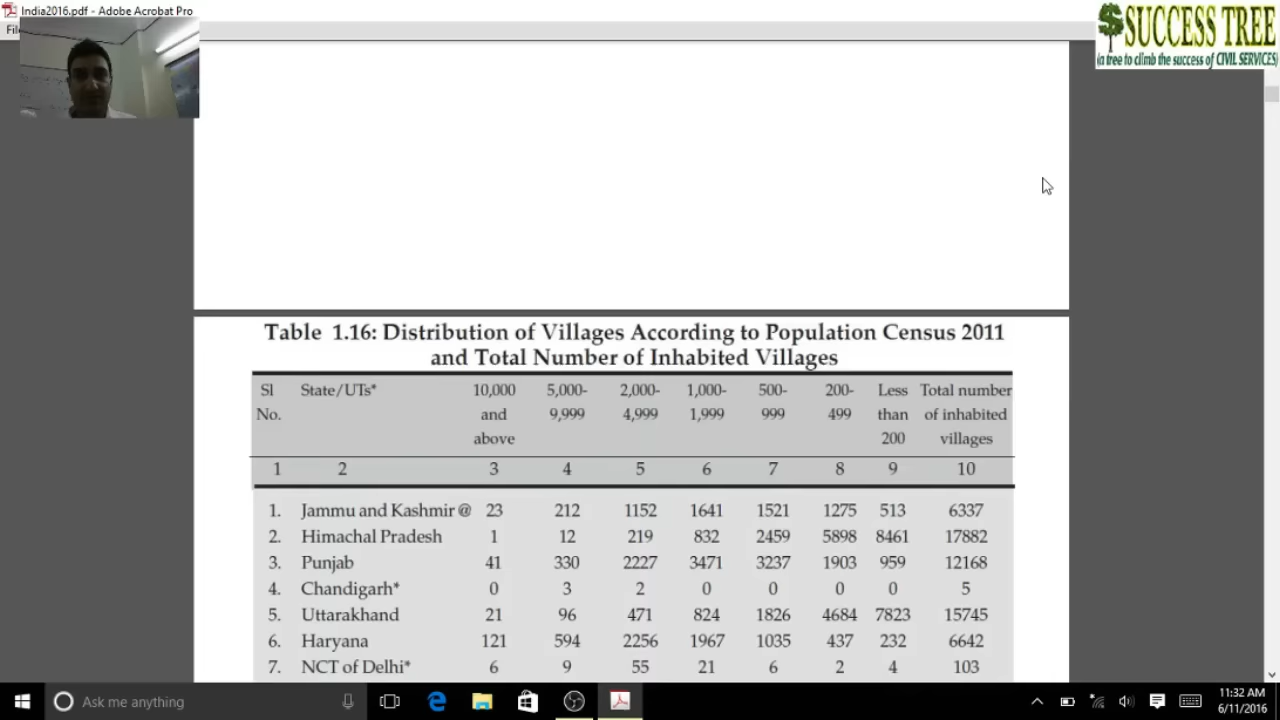 India2016.pdf - Adobe Acrobat Pro
SUCCESS TREE
(a tree to climb the success of CIVIL SERVICES)
Table 1.16: Distribution of Villages According to Population Census 2011
and Total Number of Inhabited Villages
Sl State/UTs* 10,000 5,000- 2,000- 1,000- 500- 200- Less Total number
No. and 9,999 4,999 1,999 999 499 than of inhabited
above 200 villages
1 2 3 4 5 6 7 8 9 10
1. Jammu and Kashmir @ 23 212 1152 1641 1521 1275 513 6337
2. Himachal Pradesh 1 12 219 832 2459 5898 8461 17882
3. Punjab 41 330 2227 3471 3237 1903 959 12168
4. Chandigarh* 0 3 2 0 0 0 0 5
5. Uttarakhand 21 96 471 824 1826 4684 7823 15745
6. Haryana 121 594 2256 1967 1035 437 232 6642
7. NCT of Delhi* 6 9 55 21 6 2 4 103
Ask me anything
11:32 AM
6/11/2016